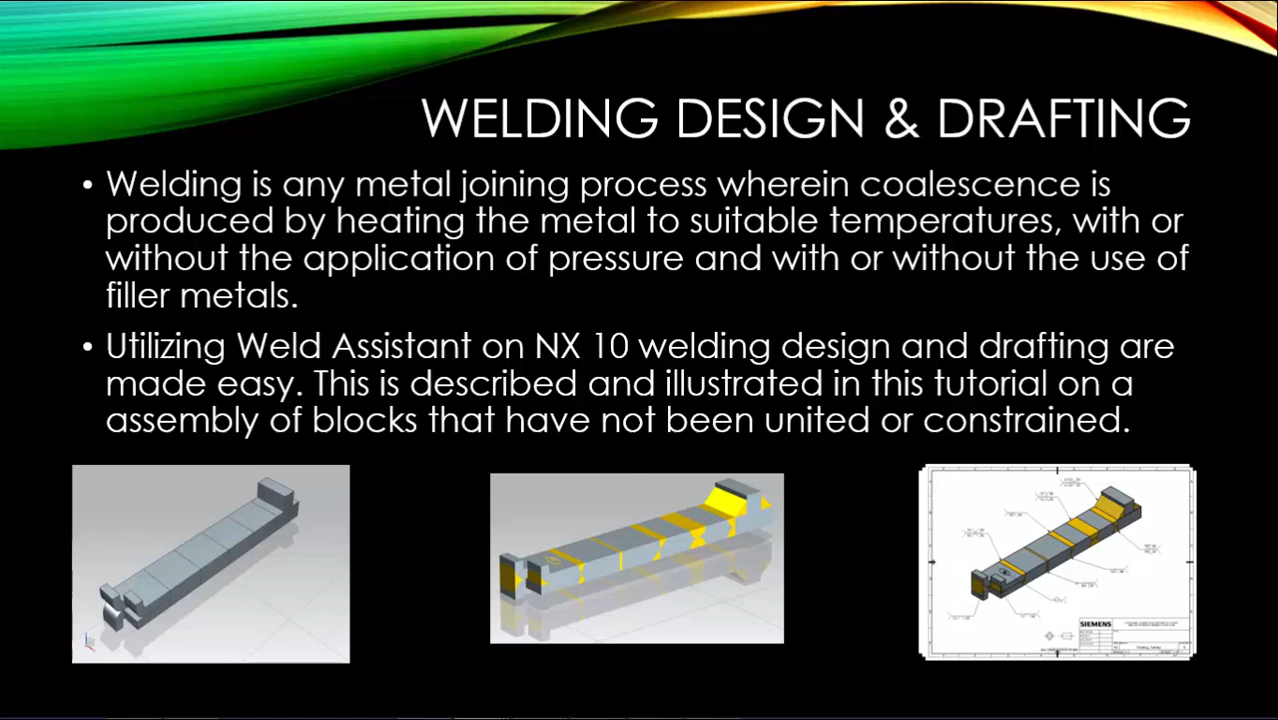 WELDING DESIGN & DRAFTING
• Welding is any metal joining process wherein coalescence is
produced by heating the metal to suitable temperatures, with or
without the application of pressure and with or without the use of
filler metals.
• Utilizing Weld Assistant on NX 10 welding design and drafting are
made easy. This is described and illustrated in this tutorial on a
assembly of blocks that have not been united or constrained.
SIEMENS